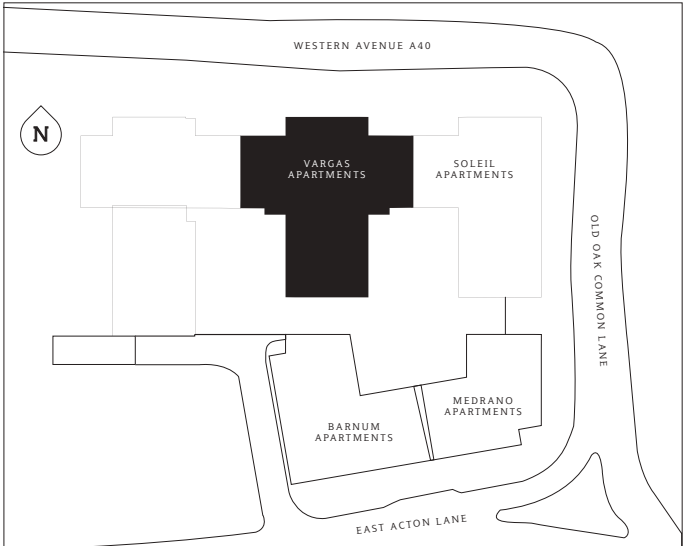 WESTERN AVENUE A40
N
VARGAS
APARTMENTS
SOLEIL
APARTMENTS
OLD OAK COMMON LANE
MEDRANO
APARTMENTS
BARNUM
APARTMENTS
EAST ACTON LANE